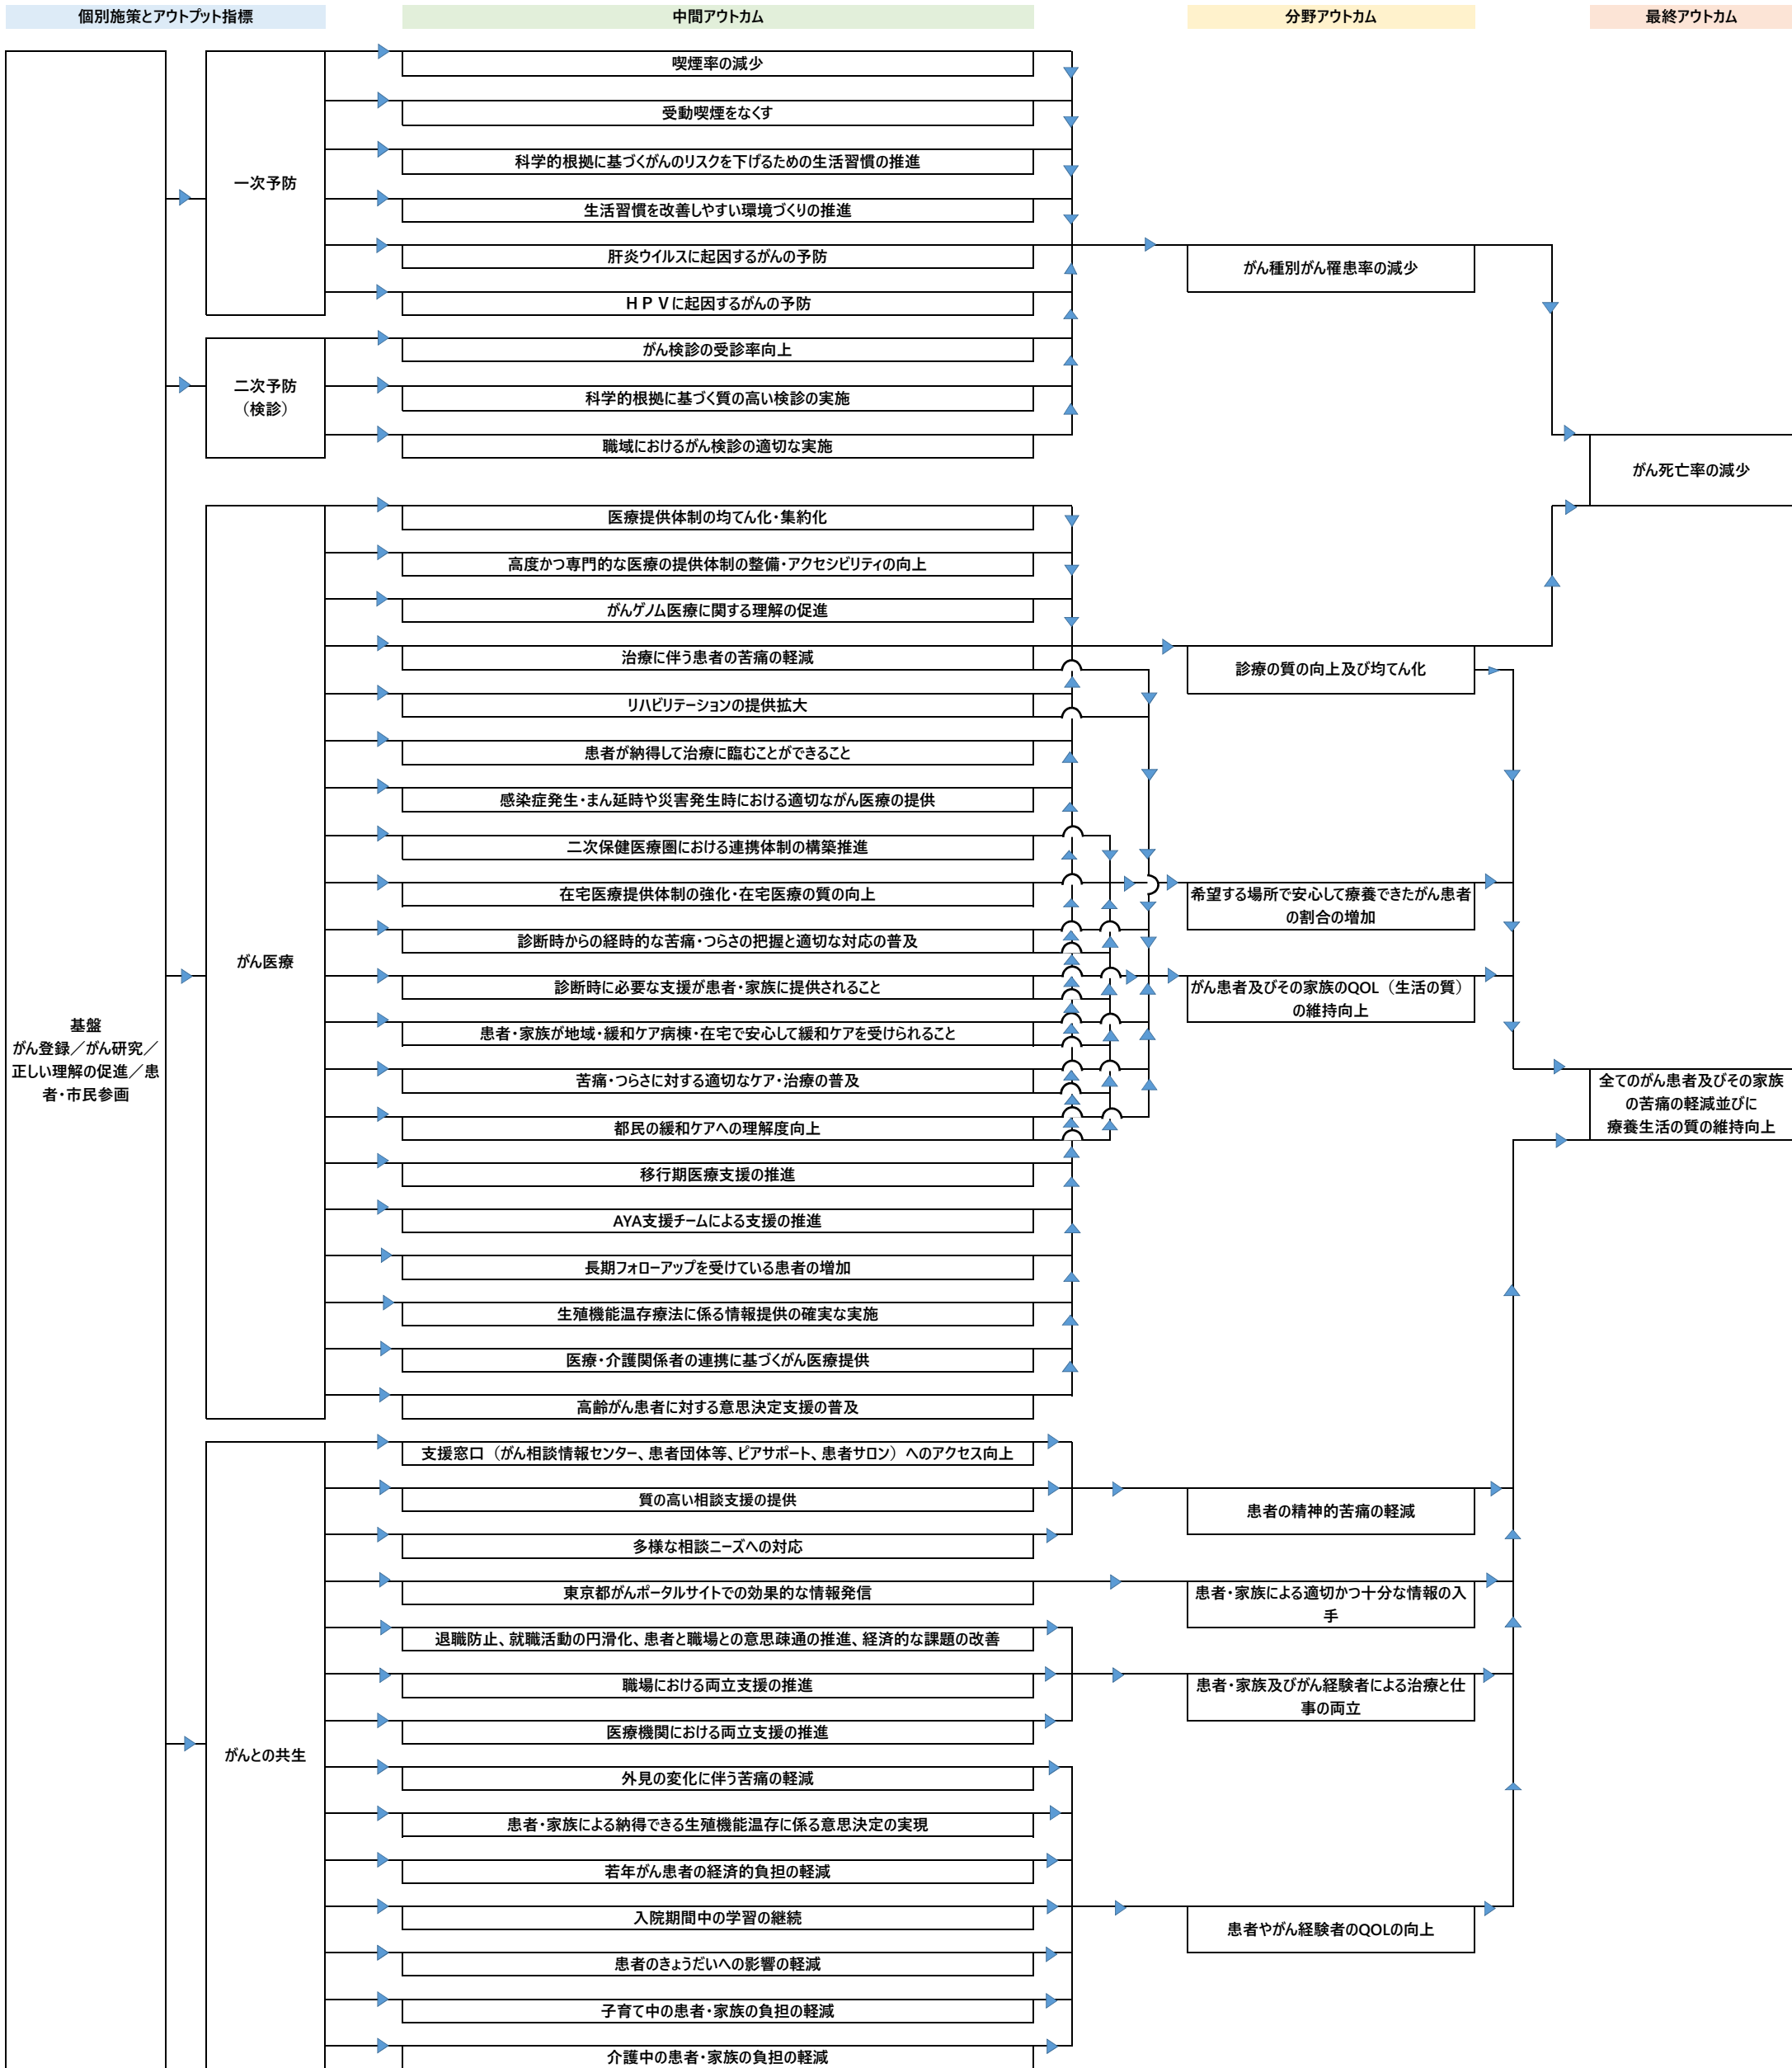 個別施策とアウトプット指標
中間アウトカム
分野アウトカム
最終アウトカム
基盤
がん登録／がん研究／
正しい理解の促進／患
者・市民参画
一次予防
喫煙率の減少
受動喫煙をなくす
科学的根拠に基づくがんのリスクを下げるための生活習慣の推進
生活習慣を改善しやすい環境づくりの推進
肝炎ウイルスに起因するがんの予防
ＨＰＶに起因するがんの予防
二次予防
（検診）
がん検診の受診率向上
科学的根拠に基づく質の高い検診の実施
職域におけるがん検診の適切な実施
がん種別がん罹患率の減少
がん死亡率の減少
がん医療
医療提供体制の均てん化・集約化
高度かつ専門的な医療の提供体制の整備・アクセシビリティの向上
がんゲノム医療に関する理解の促進
治療に伴う患者の苦痛の軽減
リハビリテーションの提供拡大
患者が納得して治療に臨むことができること
感染症発生・まん延時や災害発生時における適切ながん医療の提供
二次保健医療圏における連携体制の構築推進
在宅医療提供体制の強化・在宅医療の質の向上
診断時からの経時的な苦痛・つらさの把握と適切な対応の普及
診断時に必要な支援が患者・家族に提供されること
患者・家族が地域・緩和ケア病棟・在宅で安心して緩和ケアを受けられること
苦痛・つらさに対する適切なケア・治療の普及
都民の緩和ケアへの理解度向上
移行期医療支援の推進
AYA支援チームによる支援の推進
長期フォローアップを受けている患者の増加
生殖機能温存療法に係る情報提供の確実な実施
医療・介護関係者の連携に基づくがん医療提供
高齢がん患者に対する意思決定支援の普及
診療の質の向上及び均てん化
希望する場所で安心して療養できたがん患者
の割合の増加
がん患者及びその家族のQOL（生活の質）
の維持向上
全てのがん患者及びその家族
の苦痛の軽減並びに
療養生活の質の維持向上
がんとの共生
支援窓口（がん相談情報センター、患者団体等、ピアサポート、患者サロン）へのアクセス向上
質の高い相談支援の提供
多様な相談ニーズへの対応
東京都がんポータルサイトでの効果的な情報発信
退職防止、就職活動の円滑化、患者と職場との意思疎通の推進、経済的な課題の改善
職場における両立支援の推進
医療機関における両立支援の推進
外見の変化に伴う苦痛の軽減
患者・家族による納得できる生殖機能温存に係る意思決定の実現
若年がん患者の経済的負担の軽減
入院期間中の学習の継続
患者のきょうだいへの影響の軽減
子育て中の患者・家族の負担の軽減
介護中の患者・家族の負担の軽減
患者の精神的苦痛の軽減
患者・家族による適切かつ十分な情報の入
手
患者・家族及びがん経験者による治療と仕
事の両立
患者やがん経験者のQOLの向上